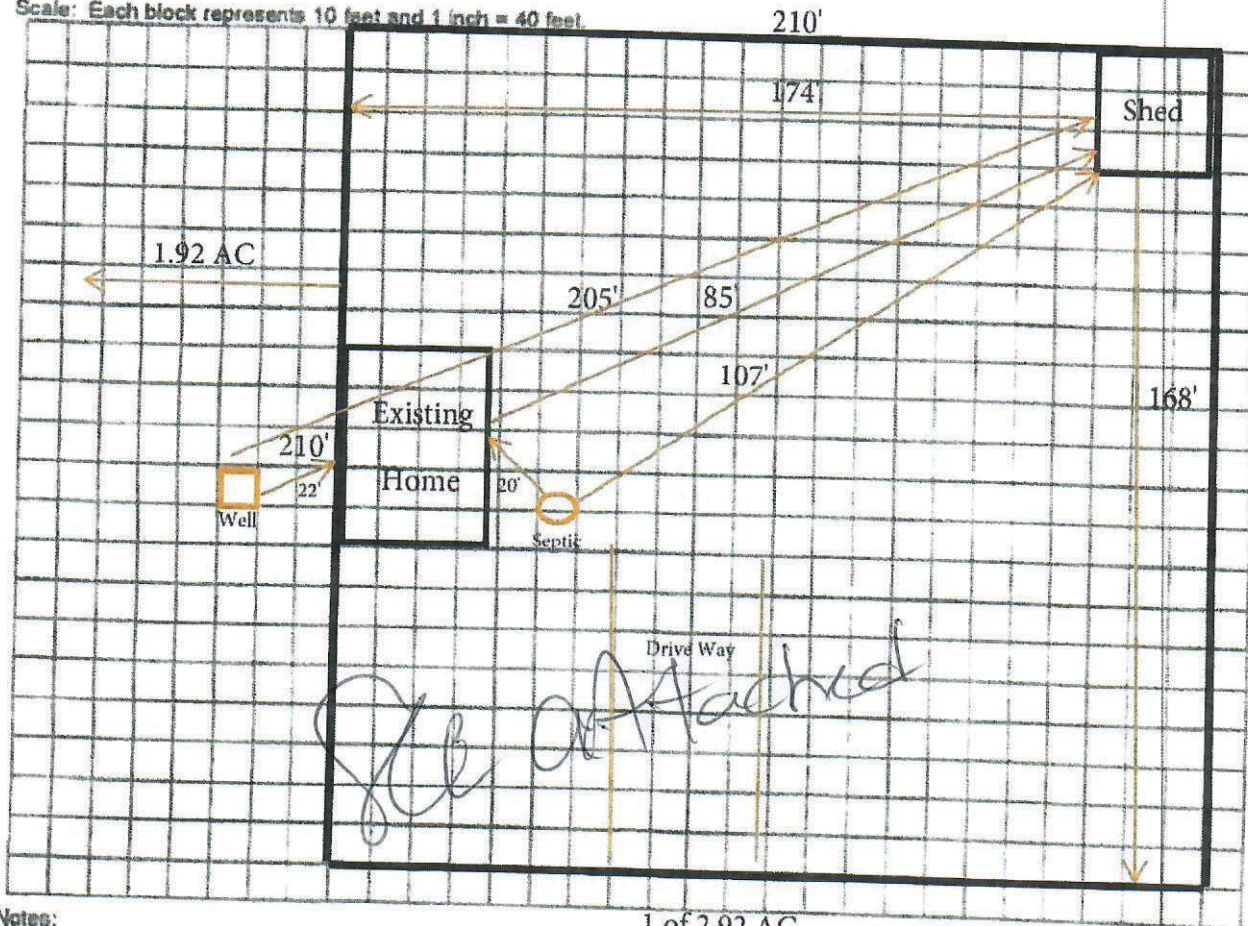 Scale: Each block represents 10 feet and 1 inch = 40 feet.
210'
174'
Shed
1.92 AC
205'
85'
107'
168'
Existing
Home
210'
22'
20'
Well
Septic
Drive Way
See attached
Notes:
1 of 2.92 AC